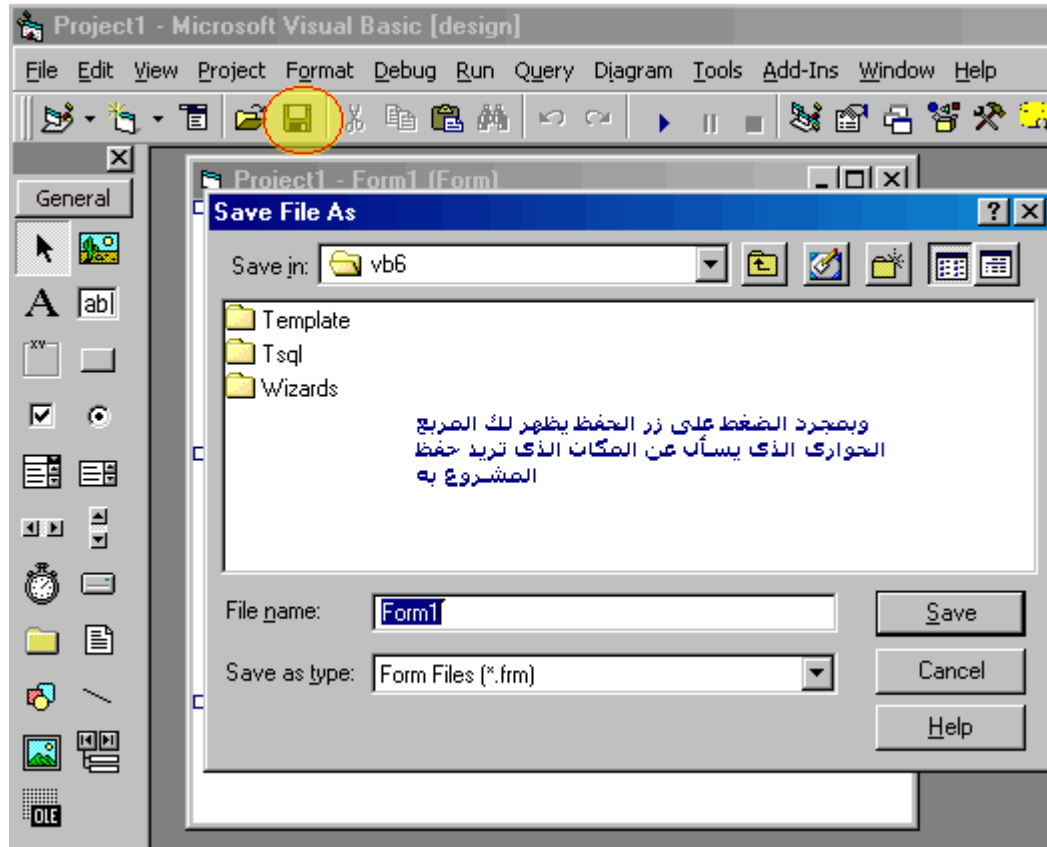 Project1 - Microsoft Visual Basic [design]
File Edit View Project Format Debug Run Query Diagram Tools Add-Ins Window Help
General
Project1 - Form1 (Form)
Save File As
Save in: vb6
A
ab|
XY
Template
Tsql
Wizards
وبمجرد الضغط على زر الحفظ يظهر لك المربع
الحوارى الذى يسأل عن المكان الذى تريد حفظ
المشروع به
File name: Form1 Save
Save as type: Form Files (*.frm) Cancel
Help
OLE